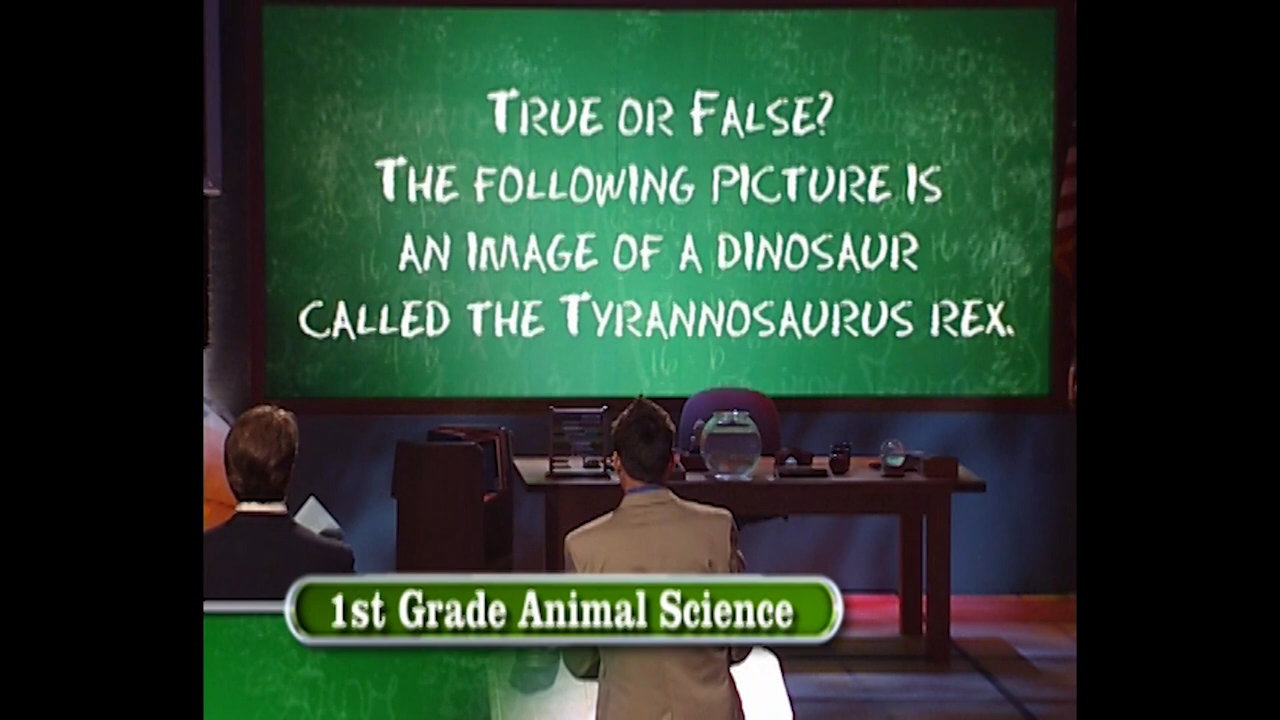 TRUE OR FALSE?
THE FOLLOWING PICTURE IS
AN IMAGE OF A DINOSAUR
CALLED THE TYRANNOSAURUS REX.
1st Grade Animal Science